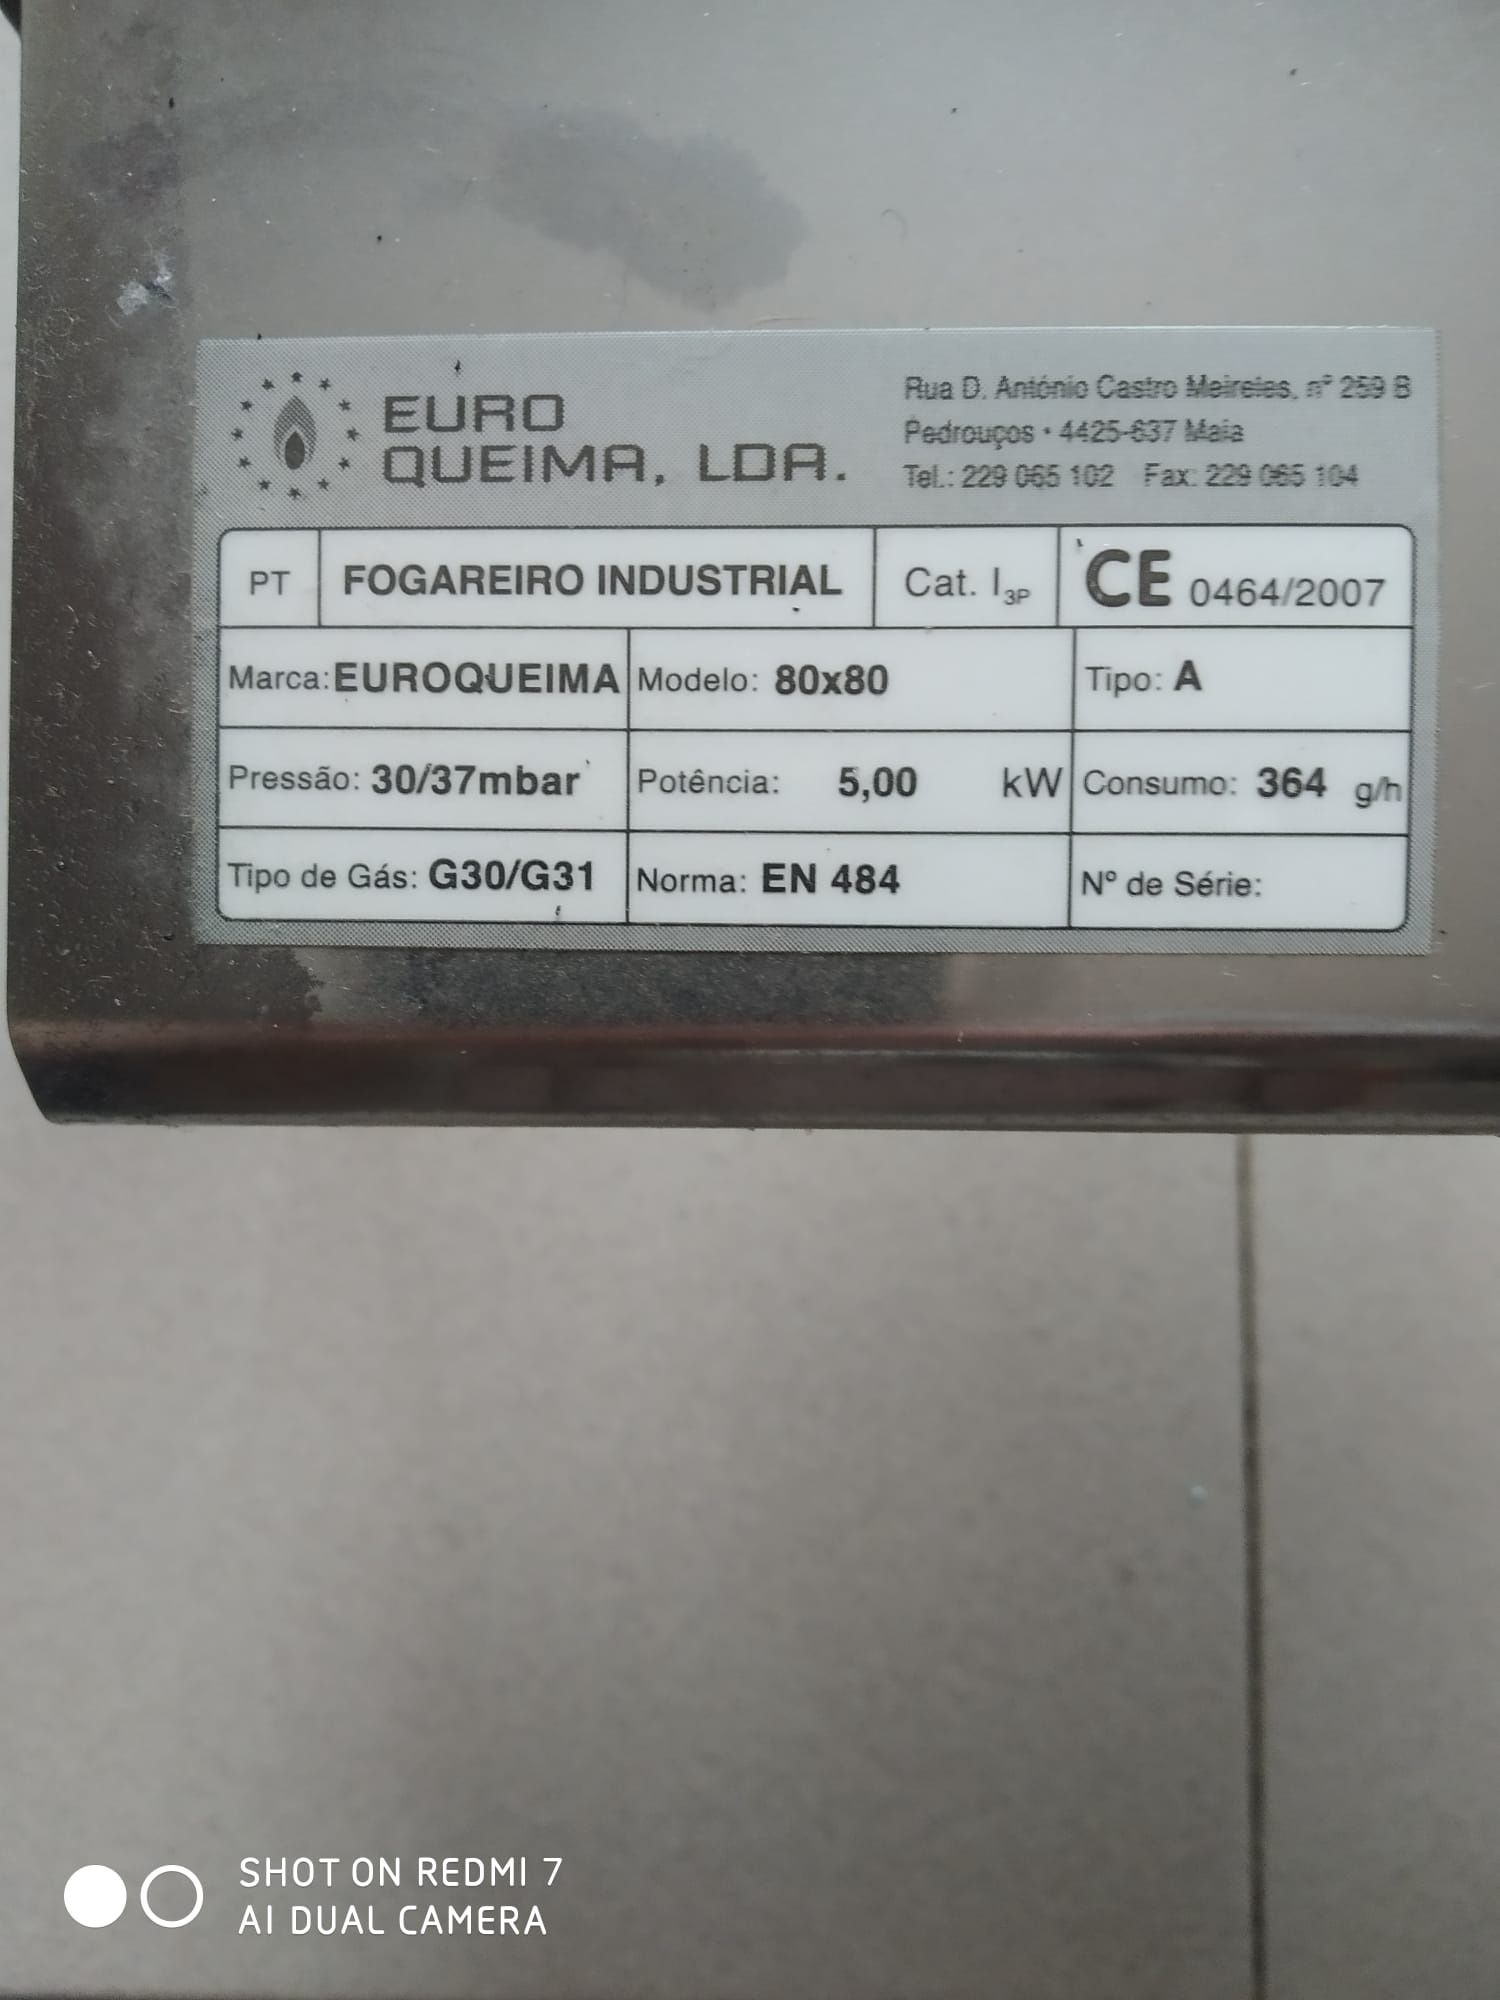 EURO
QUEIMA, LDA.
Rua D. António Castro Meireles, nº 259 B
Pedrouços • 4425-637 Maia
Tel.: 229 065 102 Fax: 229 065 104
PT FOGAREIRO INDUSTRIAL Cat. I3P CE 0464/2007
Marca: EUROQUEIMA Modelo: 80x80 Tipo: A
Pressão: 30/37mbar Potência: 5,00 kW Consumo: 364 g/h
Tipo de Gás: G30/G31 Norma: EN 484 Nº de Série:
SHOT ON REDMI 7
AI DUAL CAMERA